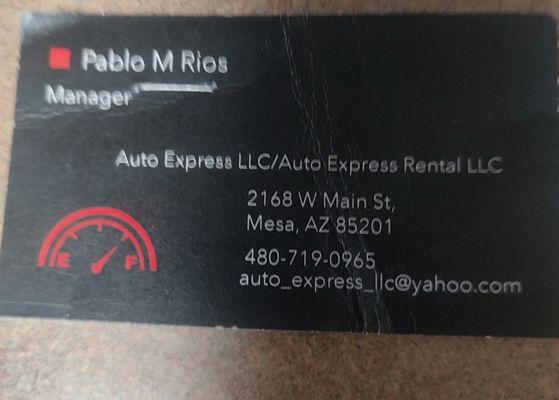 Pablo M Rios
Manager
Auto Express LLC/Auto Express Rental LLC
2168 W Main St,
Mesa, AZ 85201
480-719-0965
auto_express_llc@yahoo.com
E F